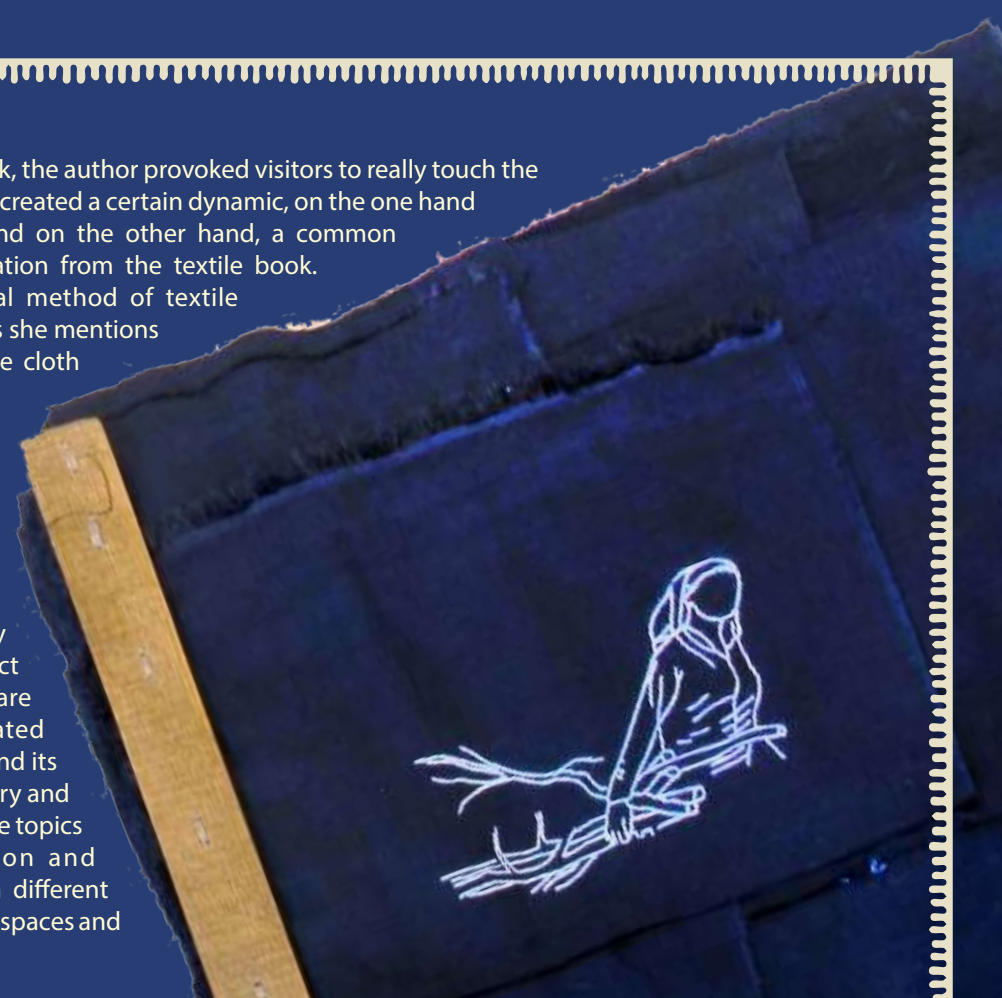 k, the author provoked visitors to really touch the
created a certain dynamic, on the one hand
nd on the other hand, a common
ation from the textile book.
al method of textile
s she mentions
e cloth
y
ct
are
ated
nd its
ry and
e topics
on and
different
spaces and